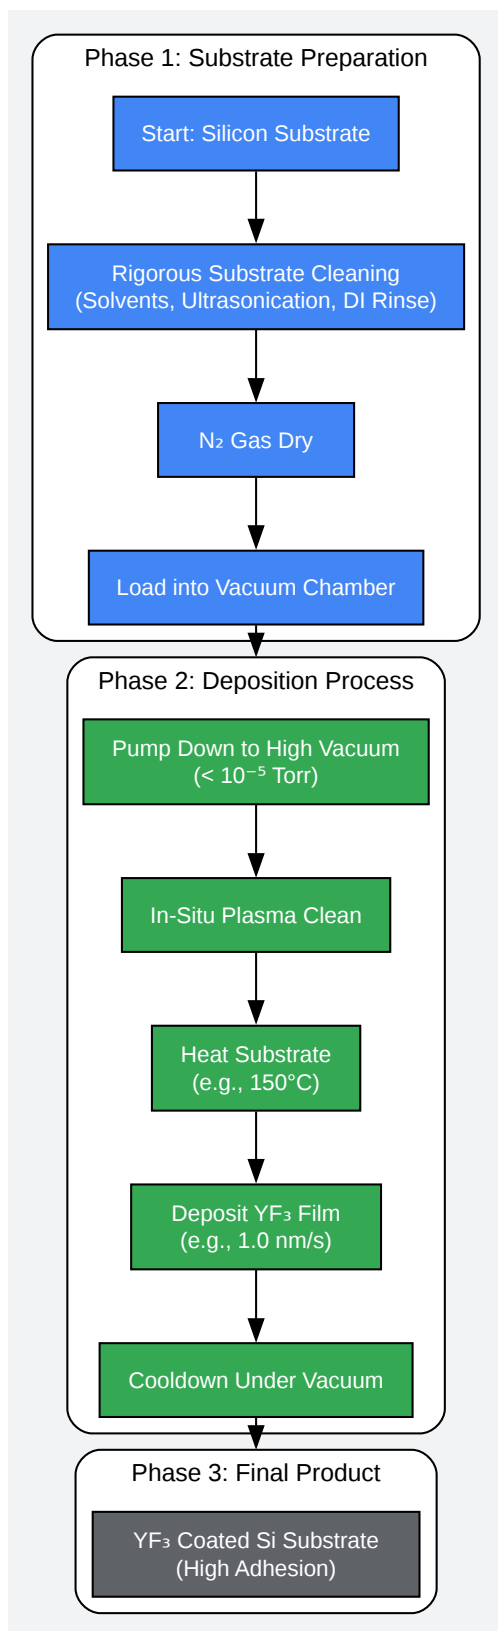 Phase 1: Substrate Preparation
Start: Silicon Substrate
Rigorous Substrate Cleaning
(Solvents, Ultrasonication, DI Rinse)
N₂ Gas Dry
Load into Vacuum Chamber
Phase 2: Deposition Process
Pump Down to High Vacuum
(< 10⁻⁵ Torr)
In-Situ Plasma Clean
Heat Substrate
(e.g., 150°C)
Deposit YF₃ Film
(e.g., 1.0 nm/s)
Cooldown Under Vacuum
Phase 3: Final Product
YF₃ Coated Si Substrate
(High Adhesion)